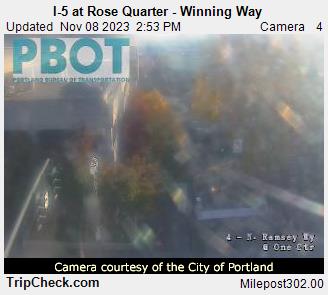 I-5 at Rose Quarter - Winning Way
Updated Nov 08 2023 2:53 PM Camera 4
PBOT
PORTLAND BUREAU OF TRANSPORTATION
4 - N. Ramsey Wy
@ One Ctr
Camera courtesy of the City of Portland
TripCheck.com Milepost302.00